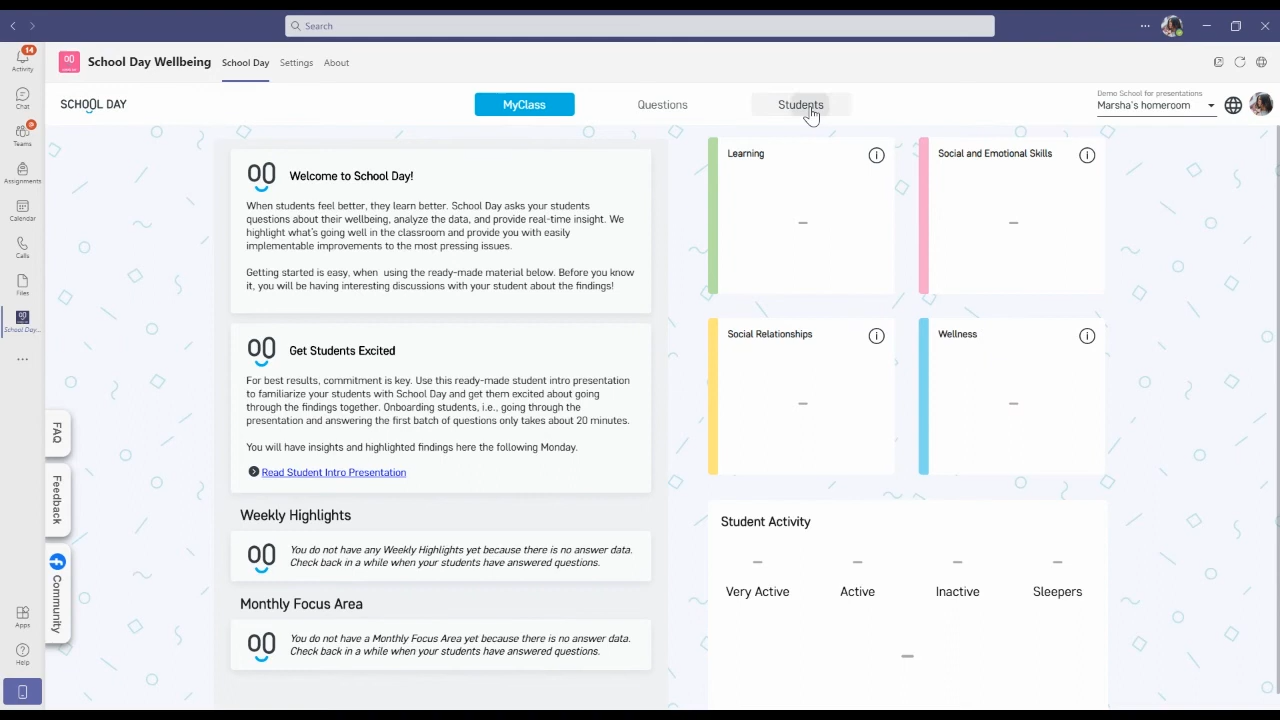 Search
14
Activity
Chat
Teams
Assignments
Calendar
Calls
Files
School Day...
Apps
Help
School Day Wellbeing
School Day
Settings
About
SCHOOL DAY
MyClass
Questions
Students
Demo School for presentations
Marsha's homeroom
FAQ
Feedback
Community
Welcome to School Day!
When students feel better, they learn better. School Day asks your students
questions about their wellbeing, analyze the data, and provide real-time insight. We
highlight what's going well in the classroom and provide you with easily
implementable improvements to the most pressing issues.
Getting started is easy, when using the ready-made material below. Before you know
it, you will be having interesting discussions with your student about the findings!
Get Students Excited
For best results, commitment is key. Use this ready-made student intro presentation
to familiarize your students with School Day and get them excited about going
through the findings together. Onboarding students, i.e., going through the
presentation and answering the first batch of questions only takes about 20 minutes.
You will have insights and highlighted findings here the following Monday.
Read Student Intro Presentation
Weekly Highlights
You do not have any Weekly Highlights yet because there is no answer data.
Check back in a while when your students have answered questions.
Monthly Focus Area
You do not have a Monthly Focus Area yet because there is no answer data.
Check back in a while when your students have answered questions.
Learning
–
Social and Emotional Skills
–
Social Relationships
–
Wellness
–
Student Activity
– – – –
Very Active Active Inactive Sleepers
–